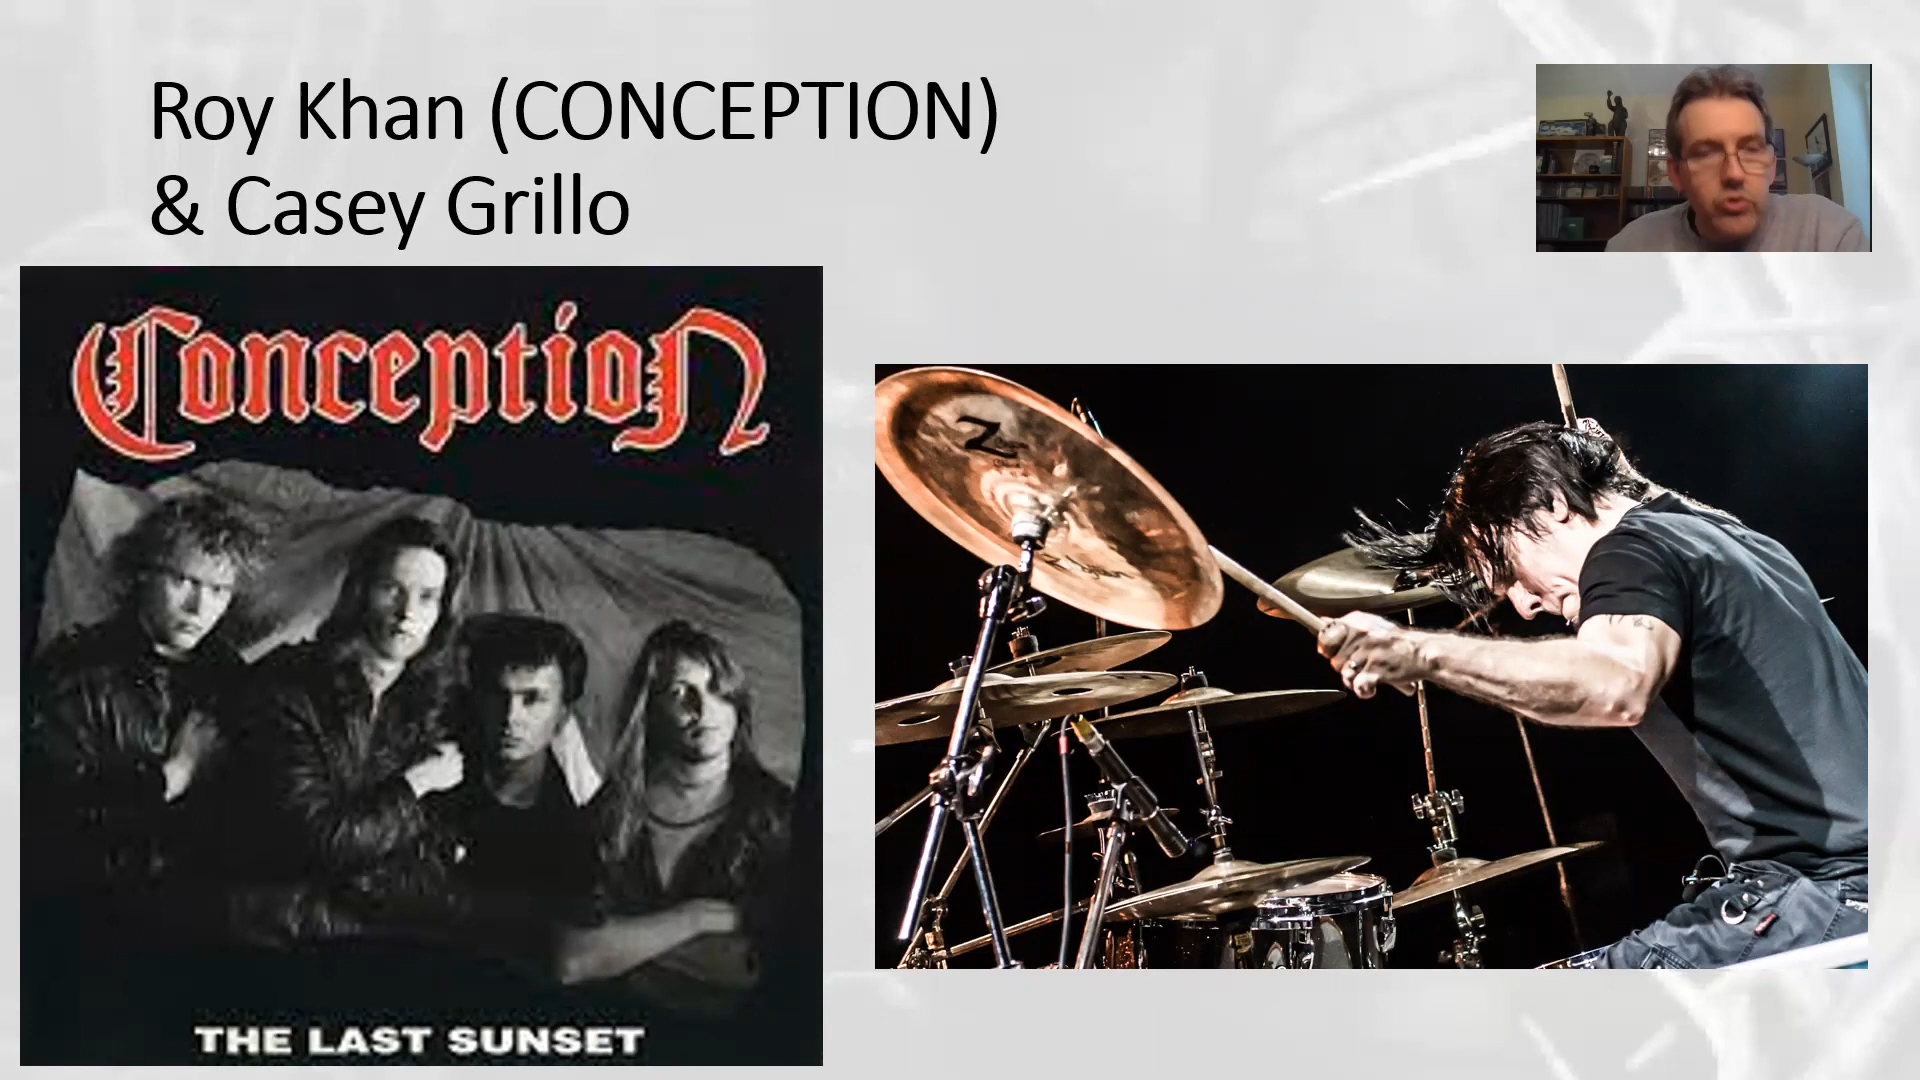 Roy Khan (CONCEPTION)
& Casey Grillo
Conception
THE LAST SUNSET
Z